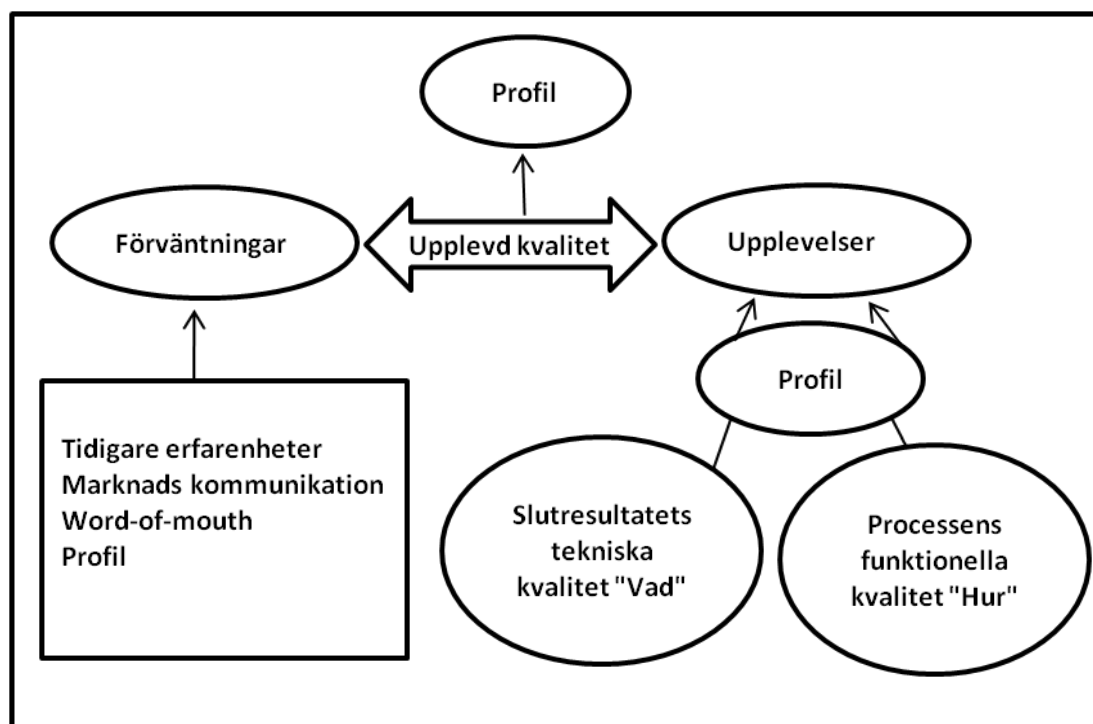 Profil
Förväntningar
Upplevd kvalitet
Upplevelser
Profil
Tidigare erfarenheter
Marknads kommunikation
Word-of-mouth
Profil
Slutresultatets
tekniska
kvalitet "Vad"
Processens
funktionella
kvalitet "Hur"